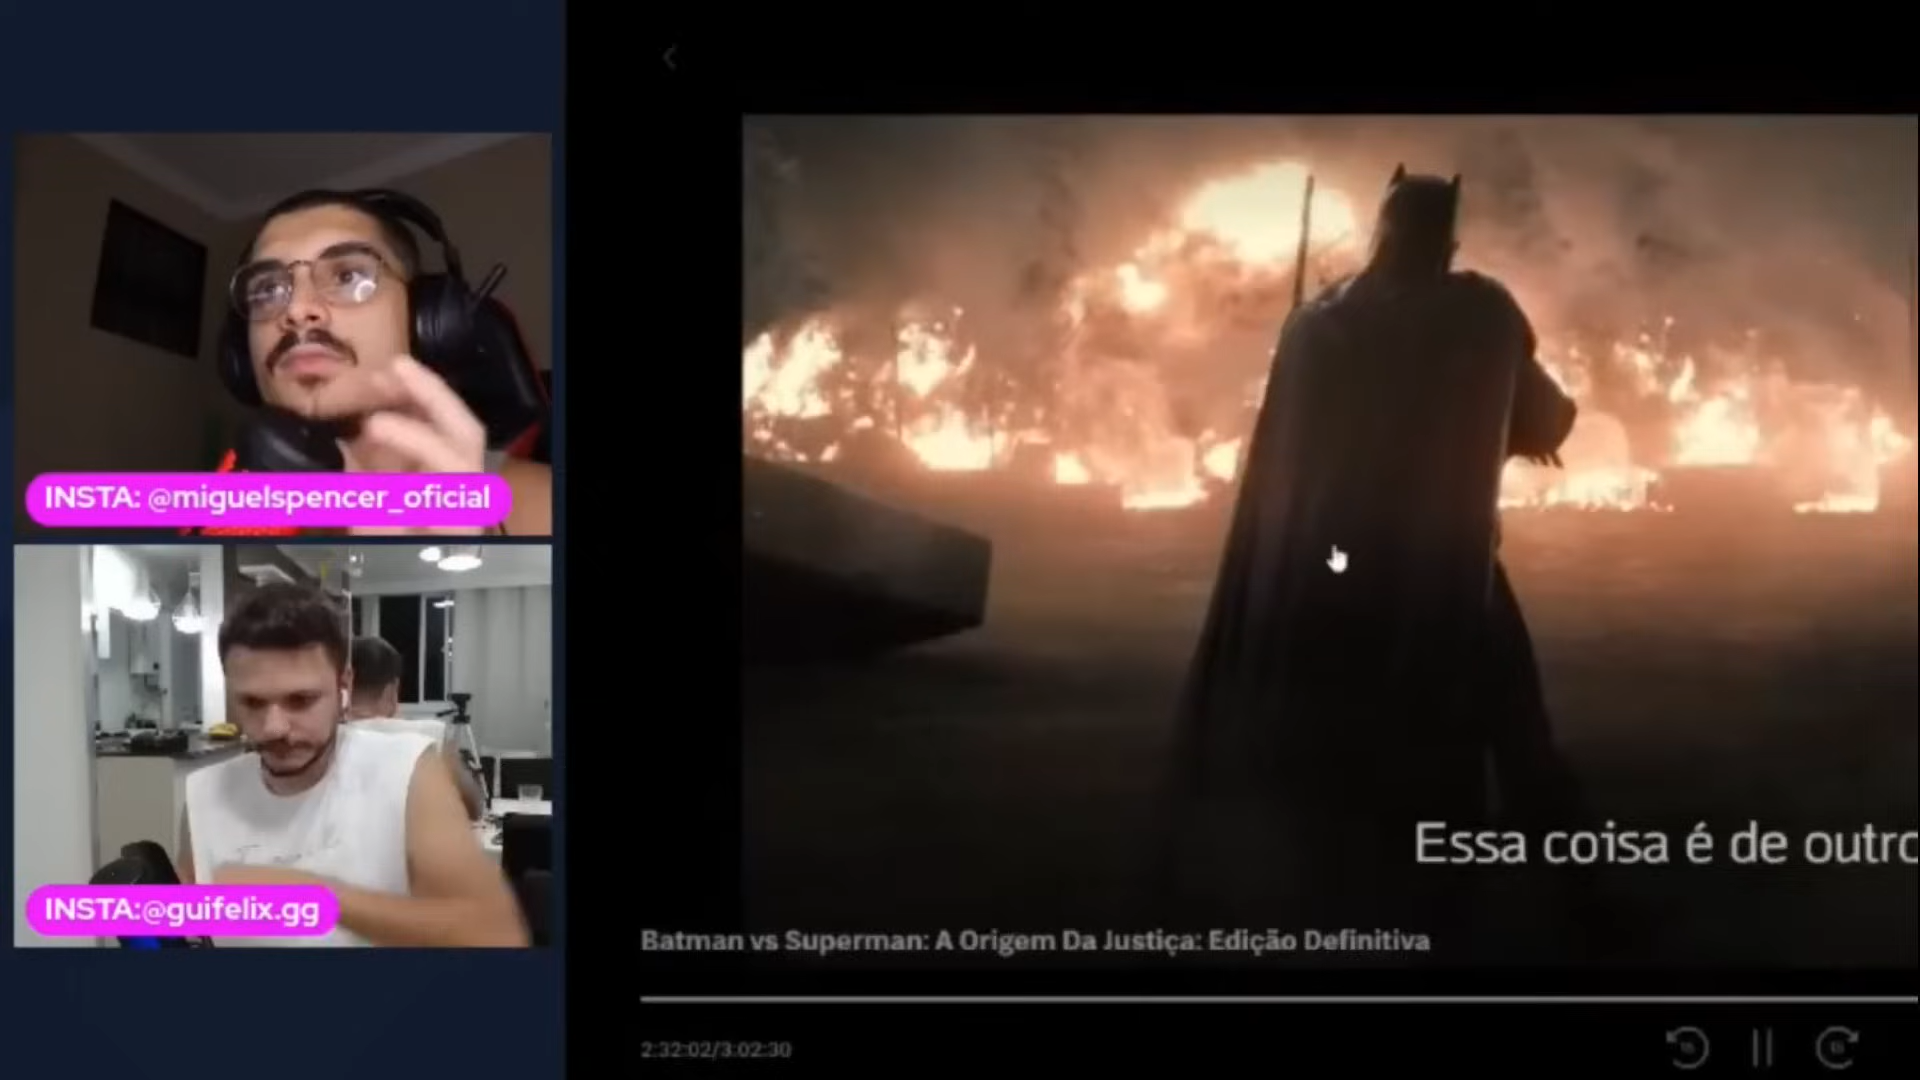 INSTA: @miguelspencer_oficial
INSTA:@guifelix.gg
Essa coisa é de outro
Batman vs Superman: A Origem Da Justiça: Edição Definitiva
2:32:02/3:02:30